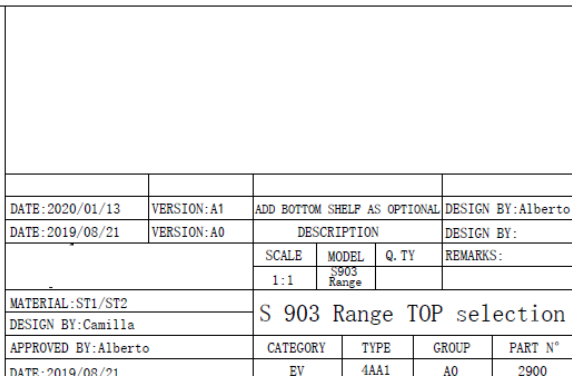 DATE:2020/01/13 VERSION:A1 ADD BOTTOM SHELF AS OPTIONAL DESIGN BY:Alberto
DATE:2019/08/21 VERSION:A0 DESCRIPTION DESIGN BY:
SCALE MODEL Q.TY REMARKS:
1:1 S903 Range
MATERIAL:ST1/ST2
S 903 Range TOP selection
DESIGN BY:Camilla
APPROVED BY:Alberto CATEGORY TYPE GROUP PART N°
DATE:2019/08/21 EV 4AA1 A0 2900